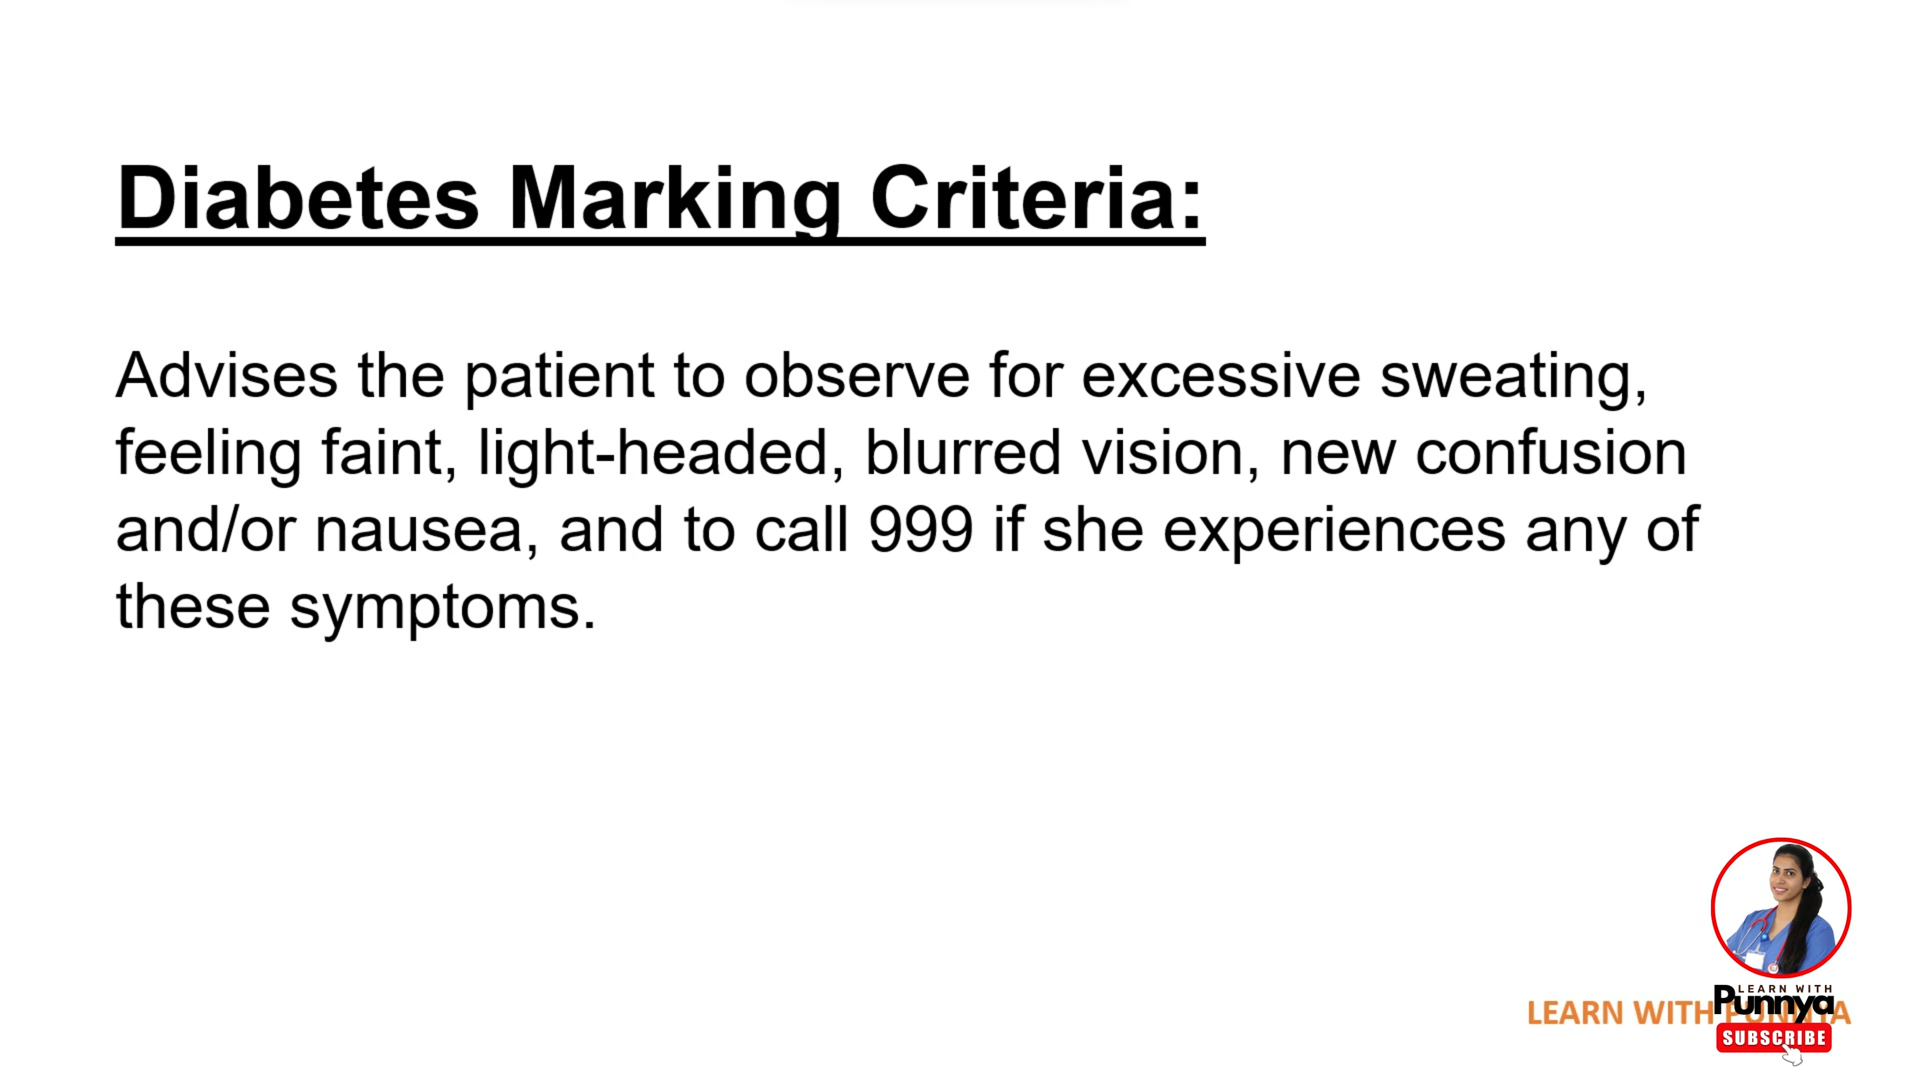 Diabetes Marking Criteria:
Advises the patient to observe for excessive sweating,
feeling faint, light-headed, blurred vision, new confusion
and/or nausea, and to call 999 if she experiences any of
these symptoms.
LEARN WITH
Punnya
LEARN WITH PUNNYA
SUBSCRIBE